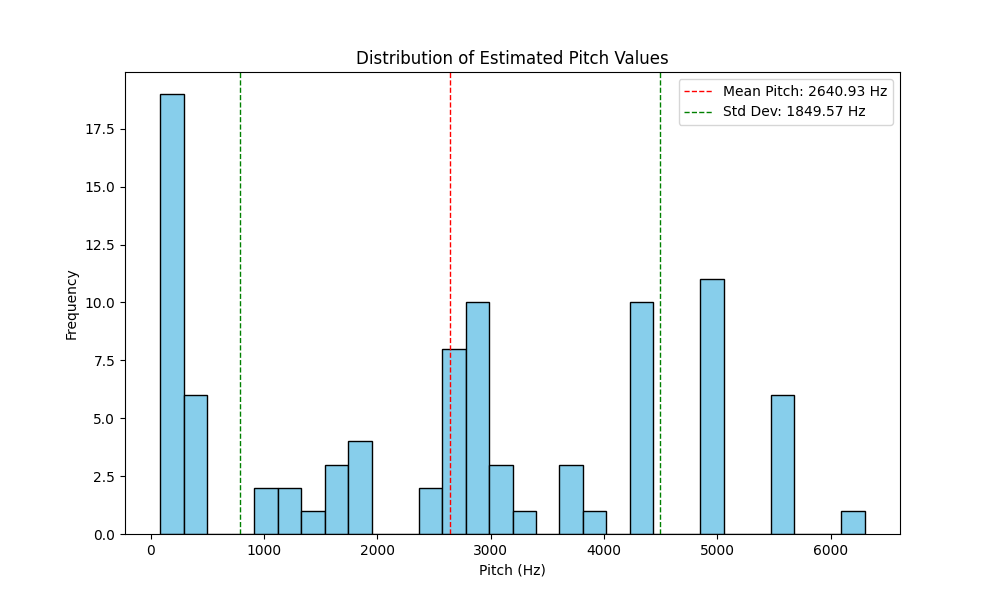 Distribution of Estimated Pitch Values
Mean Pitch: 2640.93 Hz
Std Dev: 1849.57 Hz
Frequency
17.5
15.0
12.5
10.0
7.5
5.0
2.5
0.0
0 1000 2000 3000 4000 5000 6000
Pitch (Hz)